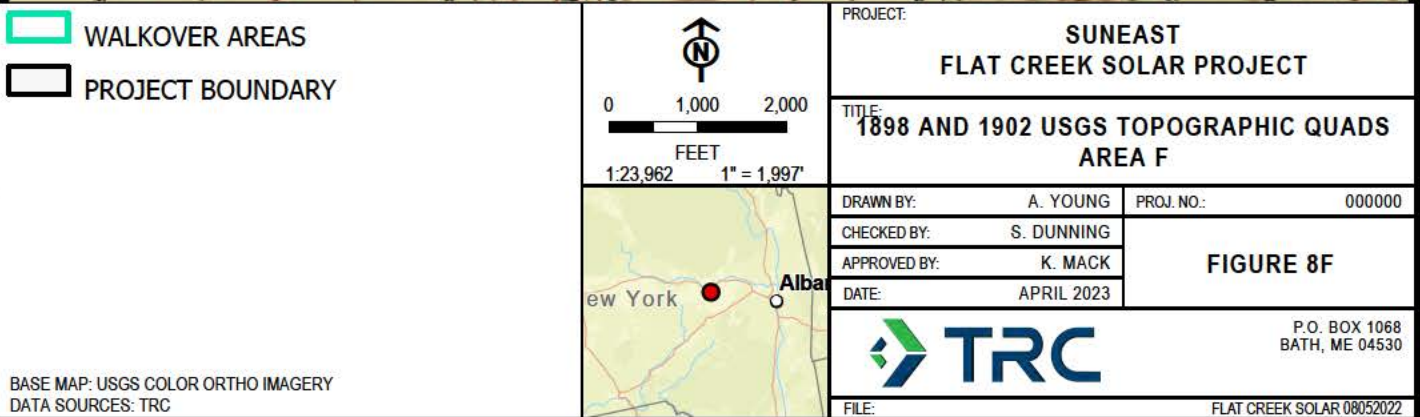 WALKOVER AREAS
PROJECT BOUNDARY
BASE MAP: USGS COLOR ORTHO IMAGERY
DATA SOURCES: TRC
N
0 1,000 2,000
FEET
1:23,962 1" = 1,997'
ew York
Alba
PROJECT:
SUNEAST
FLAT CREEK SOLAR PROJECT
TITLE:
1898 AND 1902 USGS TOPOGRAPHIC QUADS
AREA F
DRAWN BY: A. YOUNG
PROJ. NO.: 000000
CHECKED BY: S. DUNNING
APPROVED BY: K. MACK
DATE: APRIL 2023
FIGURE 8F
TRC
P.O. BOX 1068
BATH, ME 04530
FILE: FLAT CREEK SOLAR 08052022